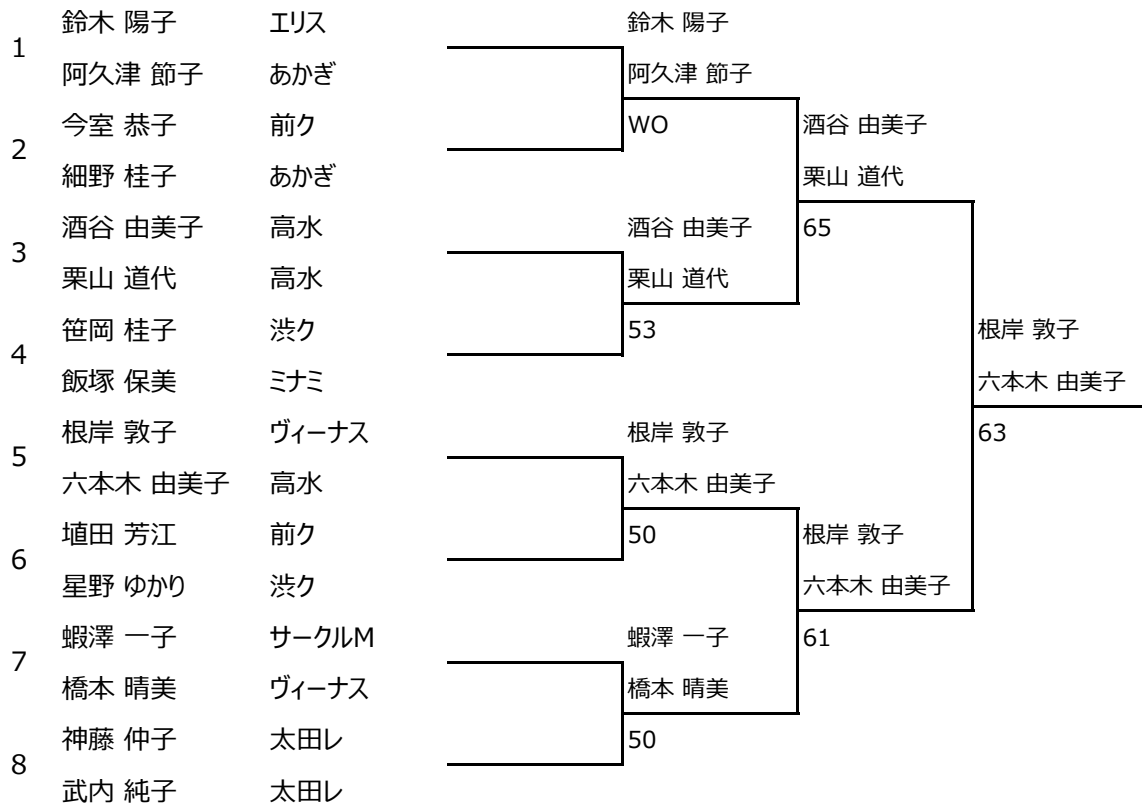 鈴木 陽子 エリス 鈴木 陽子
1
阿久津 節子 あかぎ 阿久津 節子
今室 恭子 前ク WO 酒谷 由美子
2
細野 桂子 あかぎ 栗山 道代
酒谷 由美子 高水 酒谷 由美子 65
3
栗山 道代 高水 栗山 道代
笹岡 桂子 渋ク 53 根岸 敦子
4
飯塚 保美 ミナミ 六本木 由美子
根岸 敦子 ヴィーナス 根岸 敦子 63
5
六本木 由美子 高水 六本木 由美子
埴田 芳江 前ク 50 根岸 敦子
6
星野 ゆかり 渋ク 六本木 由美子
蝦澤 一子 サークルM 蝦澤 一子 61
7
橋本 晴美 ヴィーナス 橋本 晴美
神藤 仲子 太田レ 50
8
武内 純子 太田レ